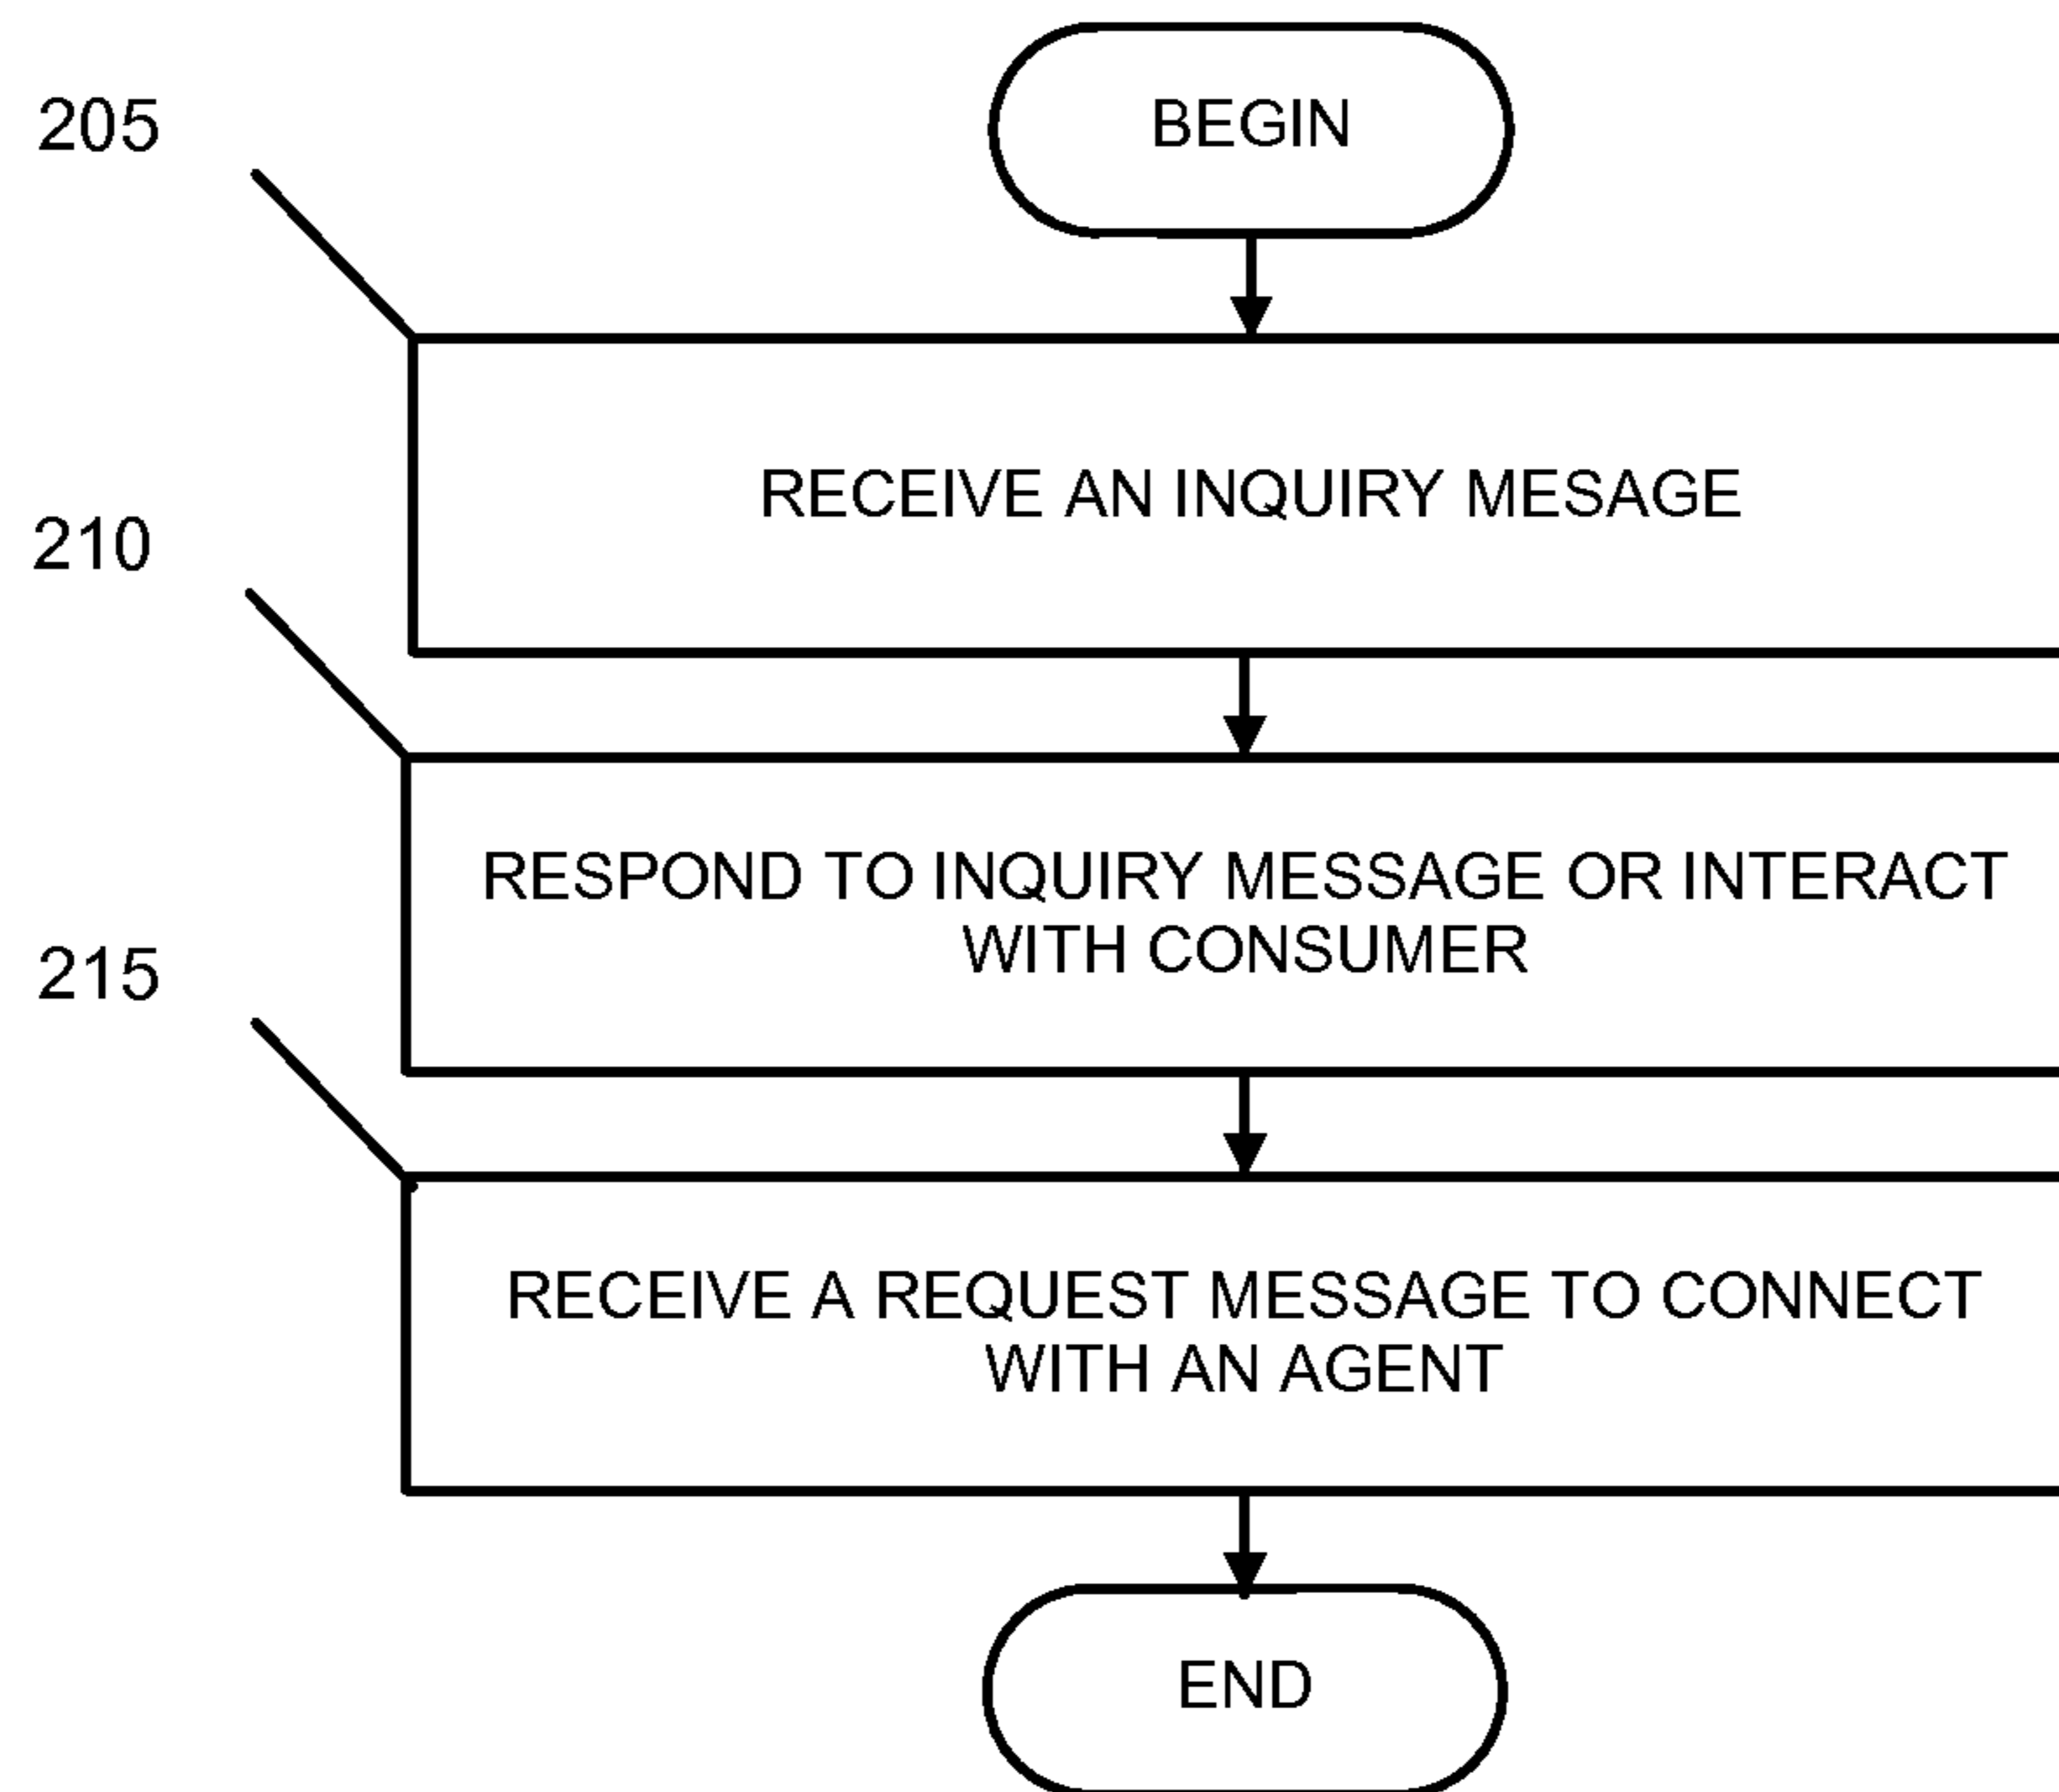 BEGIN
205
RECEIVE AN INQUIRY MESAGE
210
RESPOND TO INQUIRY MESSAGE OR INTERACT
WITH CONSUMER
215
RECEIVE A REQUEST MESSAGE TO CONNECT
WITH AN AGENT
END